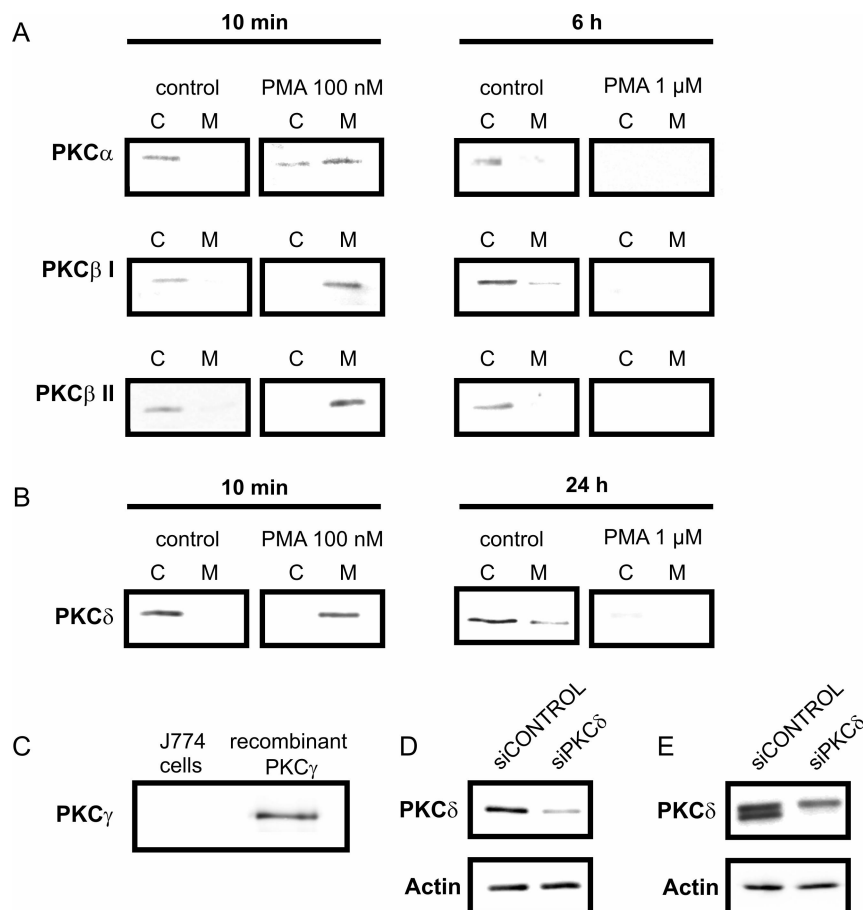 A
10 min
6 h
control
PMA 100 nM
control
PMA 1 µM
C M C M C M C M
PKCα
C M C M C M C M
PKCβ I
C M C M C M C M
PKCβ II
B
10 min
24 h
control
PMA 100 nM
control
PMA 1 µM
C M C M C M C M
PKCδ
C
J774
cells
recombinant
PKCγ
PKCγ
D
siCONTROL
siPKCδ
PKCδ
Actin
E
siCONTROL
siPKCδ
PKCδ
Actin